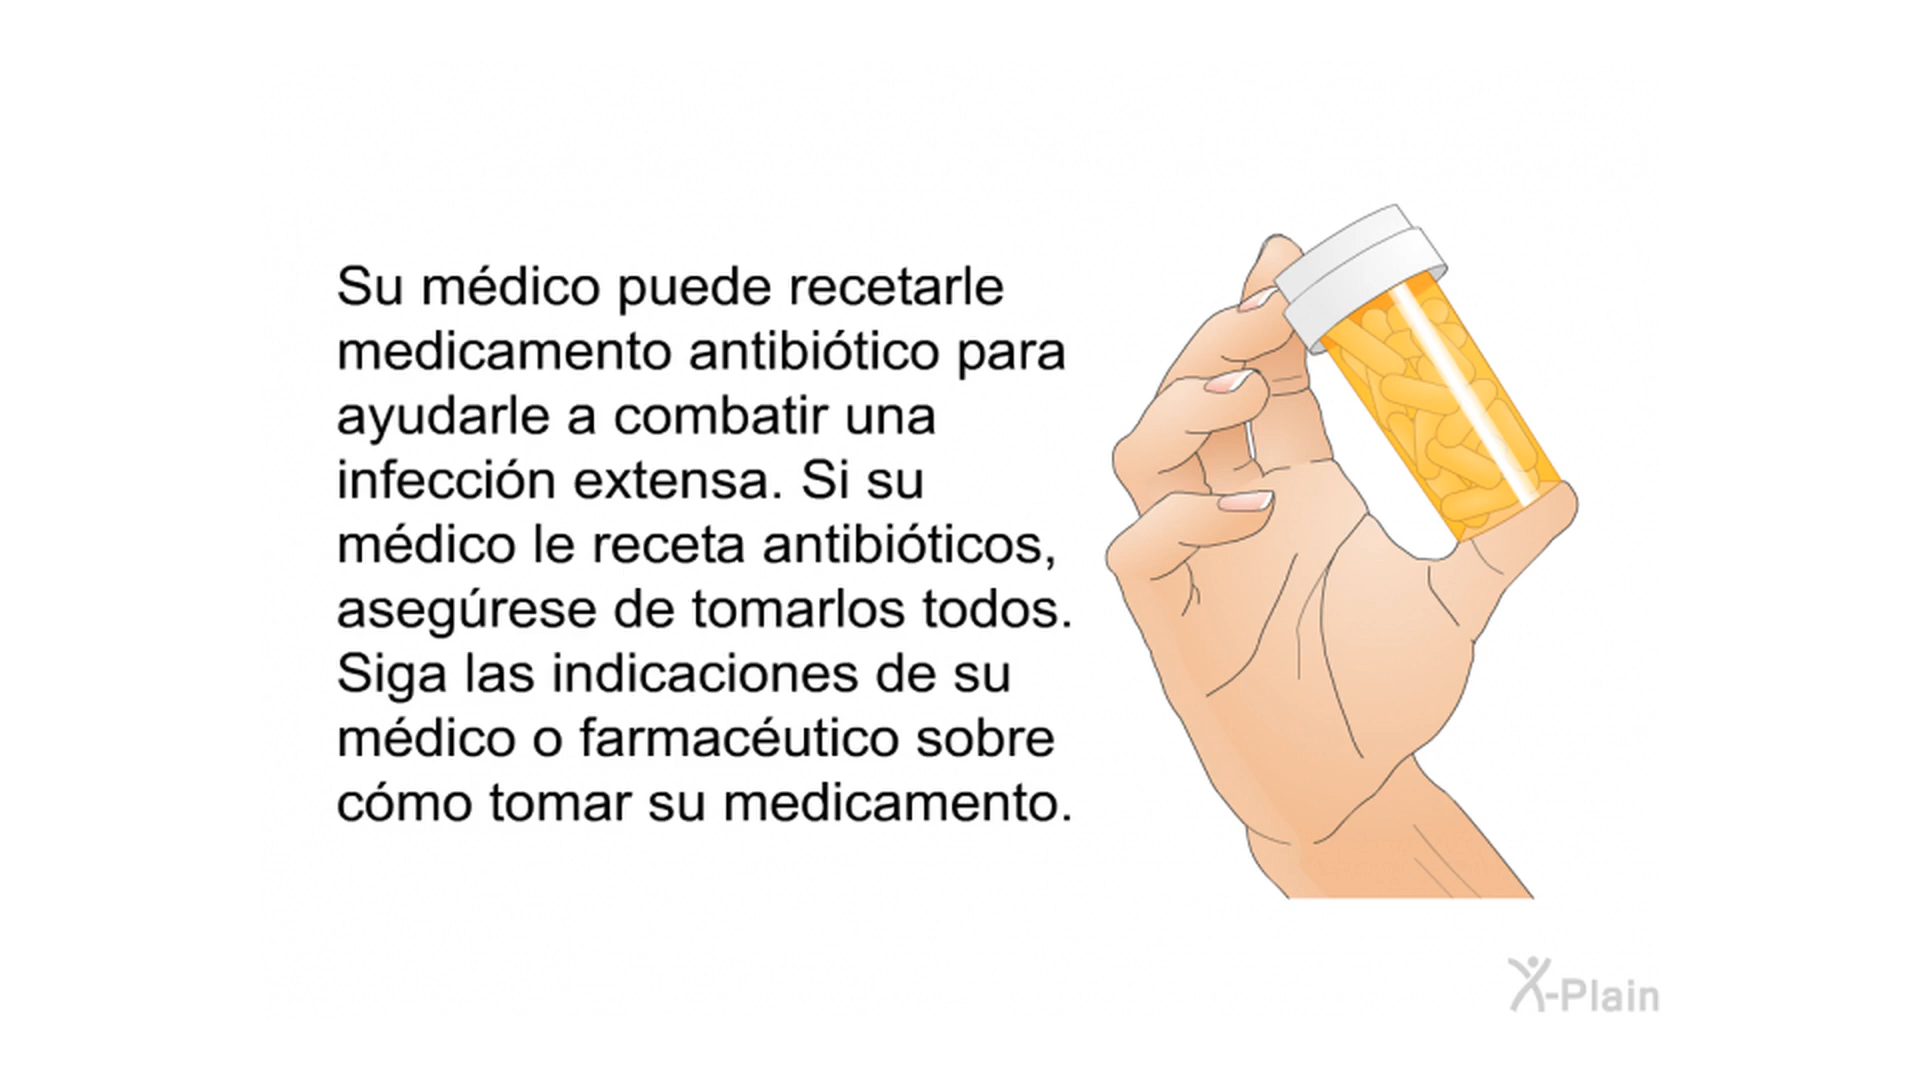 Su médico puede recetarle
medicamento antibiótico para
ayudarle a combatir una
infección extensa. Si su
médico le receta antibióticos,
asegúrese de tomarlos todos.
Siga las indicaciones de su
médico o farmacéutico sobre
cómo tomar su medicamento.
X-Plain